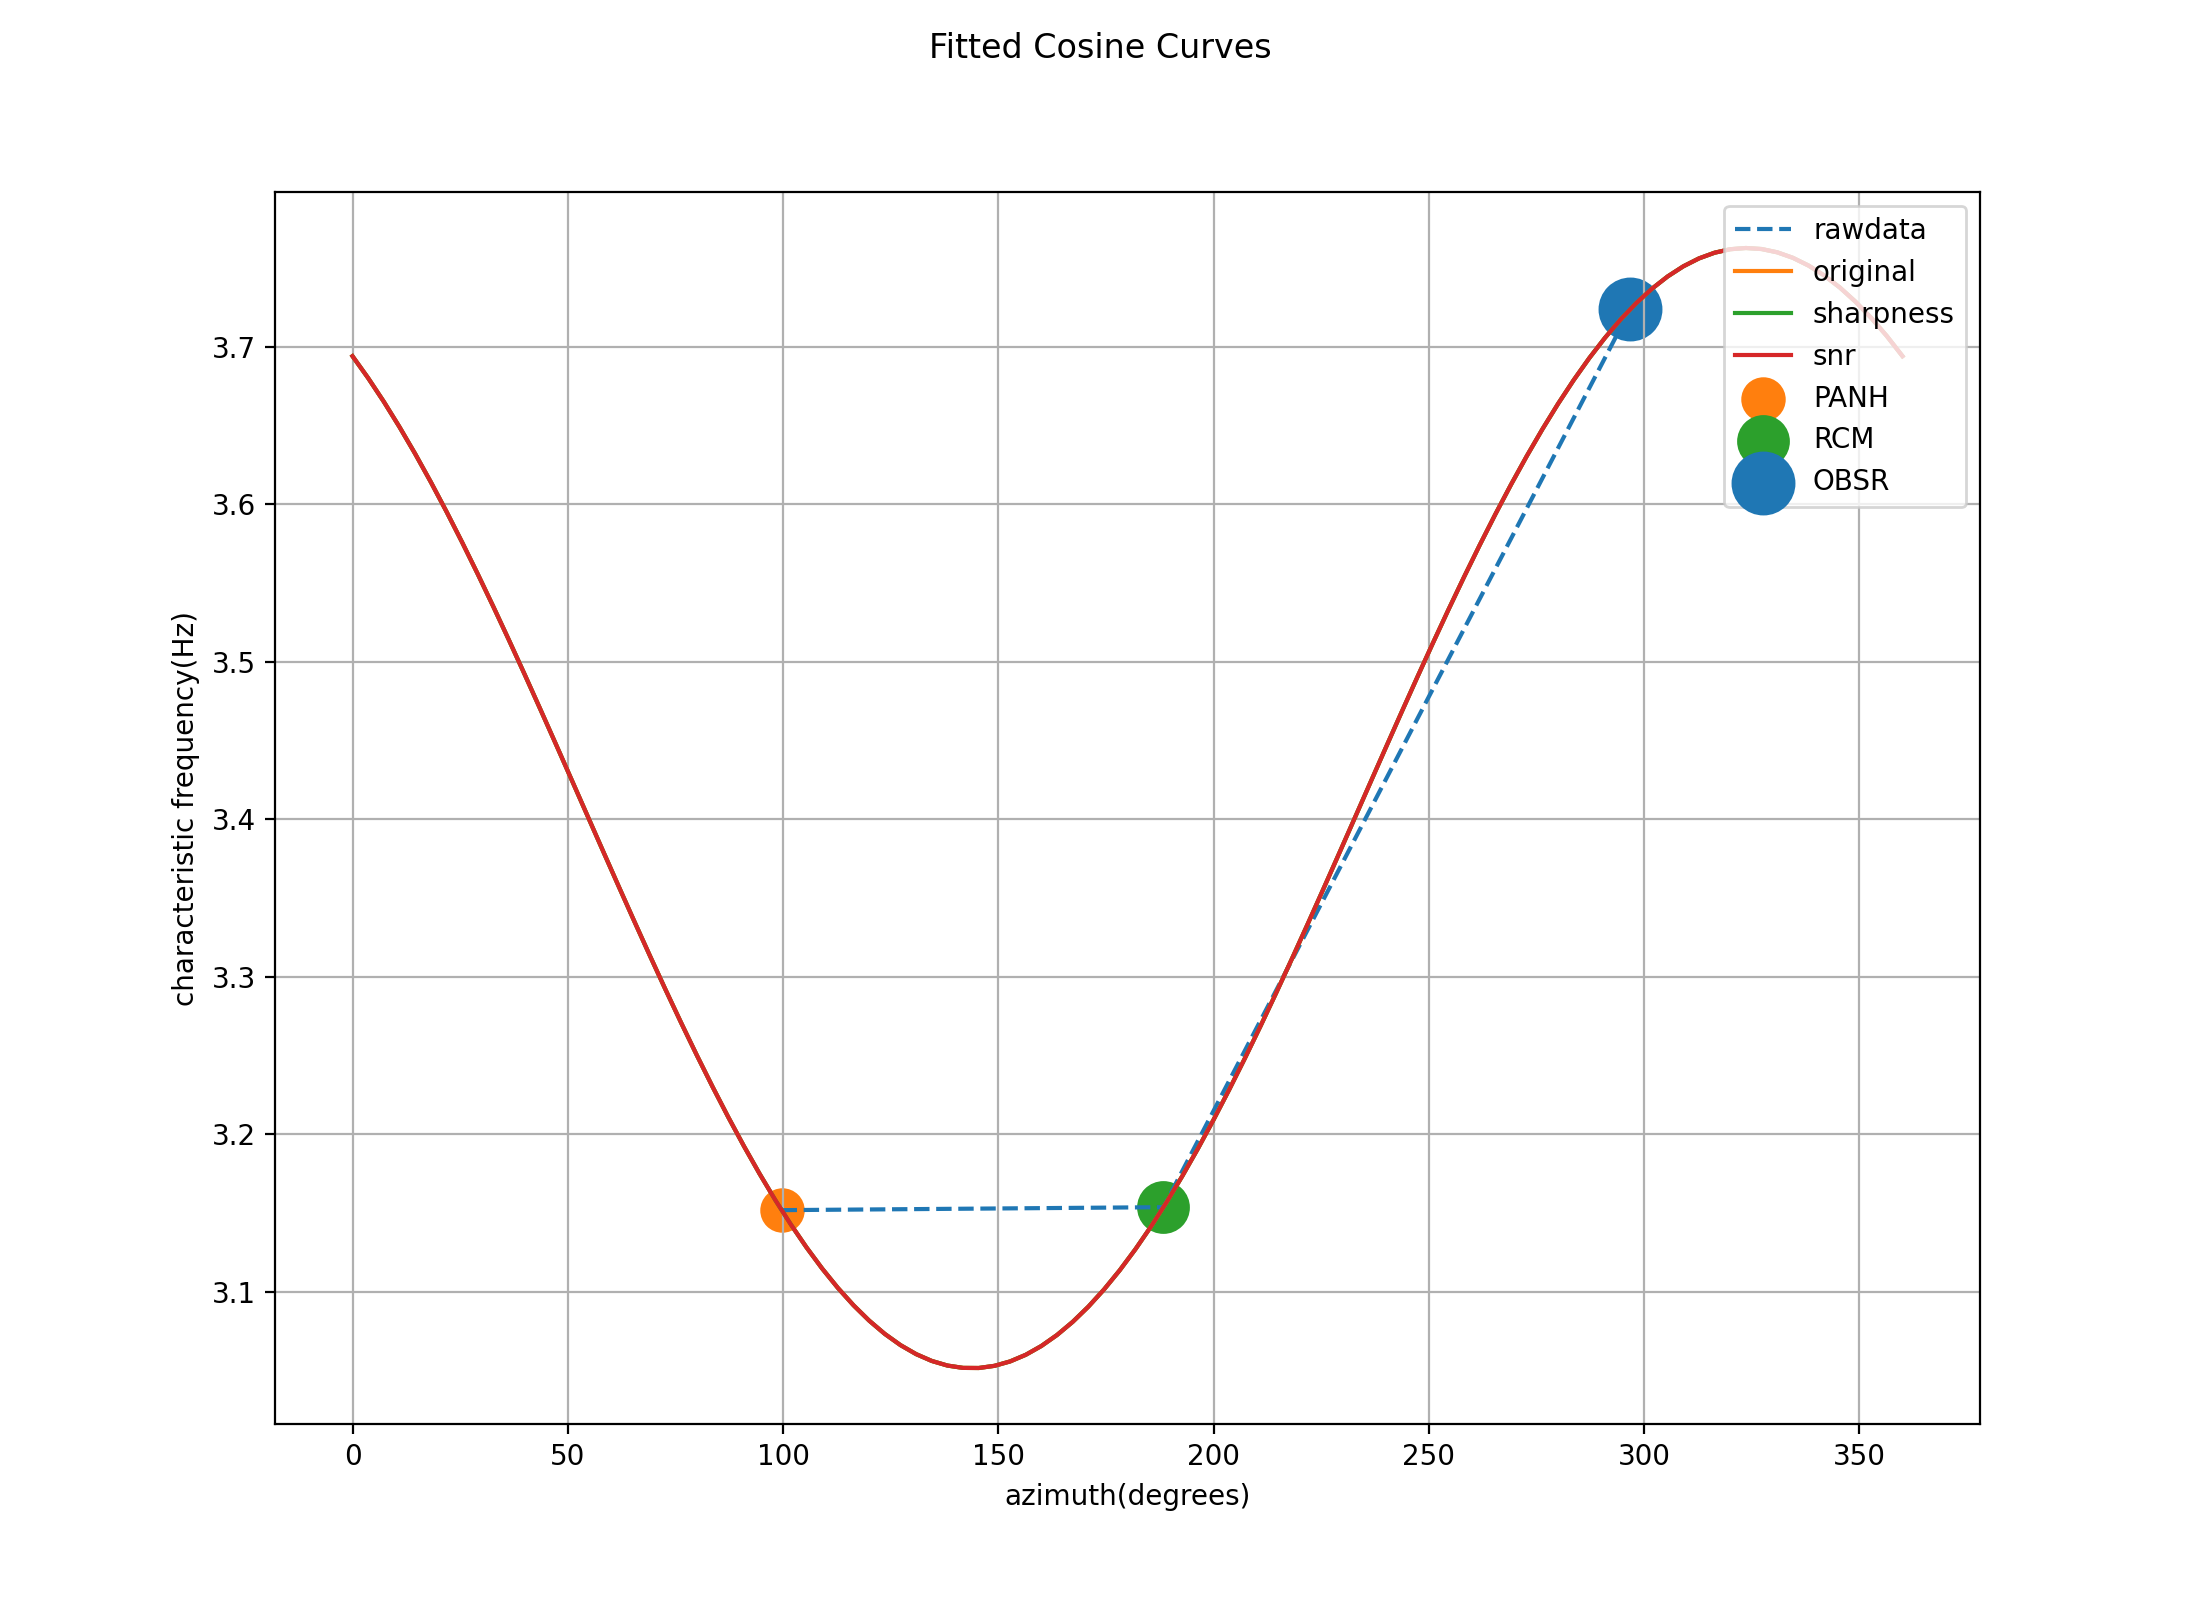 Fitted Cosine Curves
rawdata
original
sharpness
snr
PANH
RCM
OBSR
characteristic frequency(Hz)
3.7
3.6
3.5
3.4
3.3
3.2
3.1
0 50 100 150 200 250 300 350
azimuth(degrees)